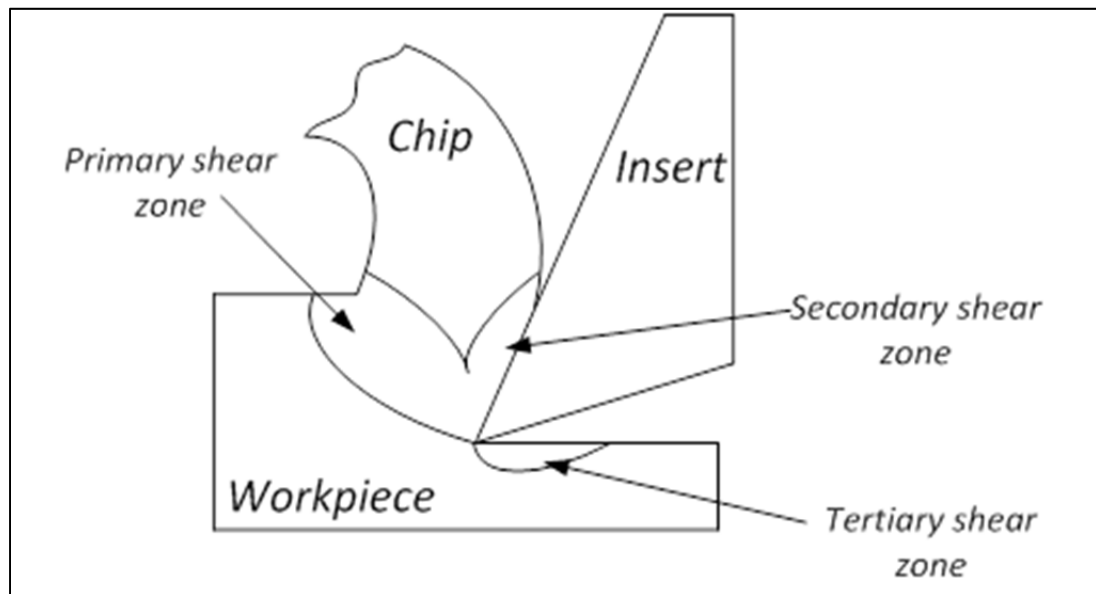 Chip
Insert
Primary shear
zone
Secondary shear
zone
Workpiece
Tertiary shear
zone